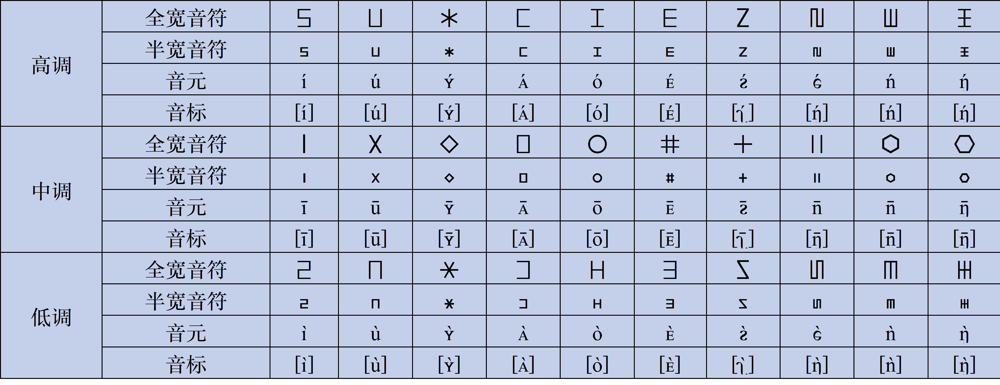 高调
全宽音符 5 ⊔ * ⊏ I E Z Ⲛ Ш 王
半宽音符 5 ⊔ * ⊏ I E Z Ⲛ Ш 王
音元 í ú ʏ́ ᴀ́ ó ᴇ́ é ń ŋ́
音标 [í] [ú] [ʏ́] [ᴀ́] [ó] [ᴇ́] [ŋ́] [ń] [ŋ́]
中调
全宽音符 | X ◇ □ ○ # + || ⬡ ⬡
半宽音符 | X ◇ □ ○ # + || ⬡ ⬡
音元 ī ū ʏ̄ ᴀ̄ ō ᴇ̄ n̄ n̄ ŋ̄
音标 [ī] [ū] [ʏ̄] [ᴀ̄] [ō] [ᴇ̄] [ŋ̄] [n̄] [ŋ̄]
低调
全宽音符 2 ⊓ ⊐ H Ǝ
半宽音符 2 ⊓ ⊐ H Ǝ
音元 ì ù ʏ̀ ᴀ̀ ò ᴇ̀ è ǹ ŋ̀
音标 [ì] [ù] [ʏ̀] [ᴀ̀] [ò] [ᴇ̀] [ŋ̀] [ǹ] [ŋ̀]